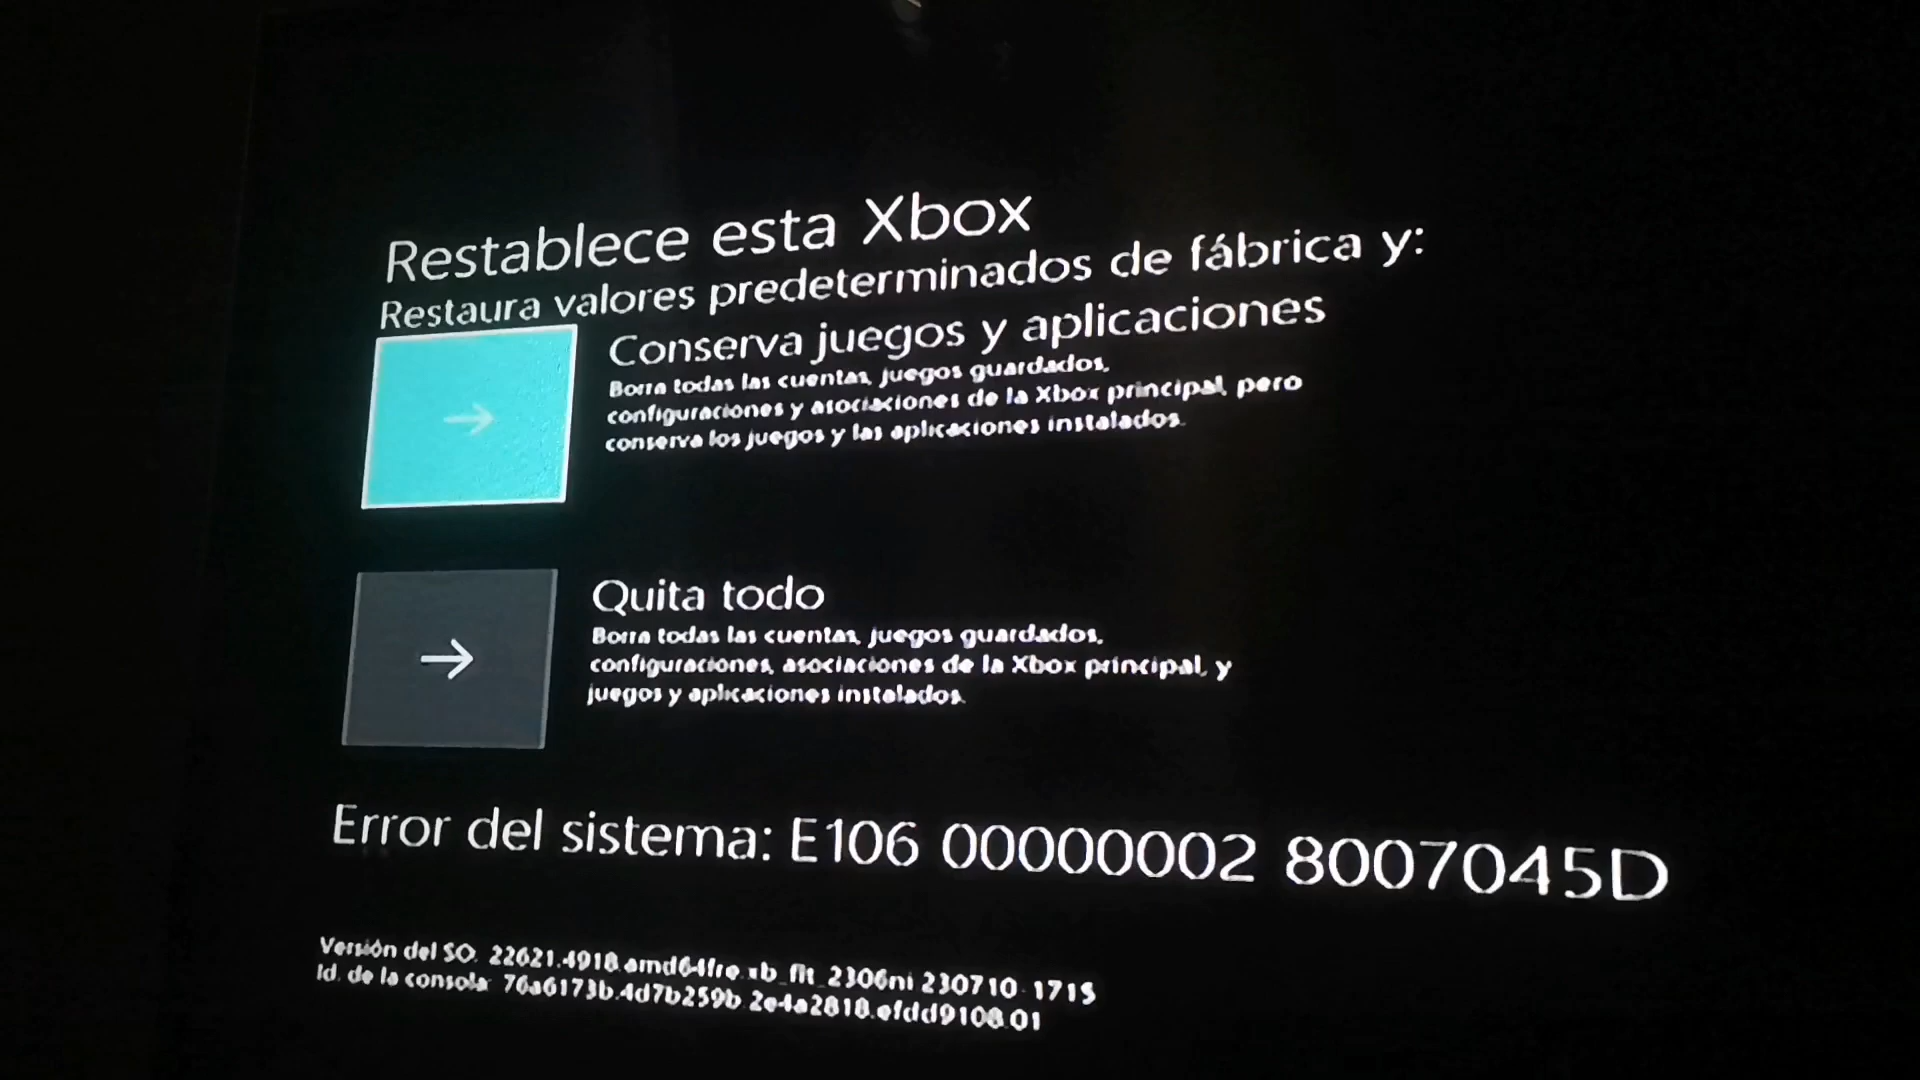 Restablece esta Xbox
Restaura valores predeterminados de fábrica y:
Conserva juegos y aplicaciones
Borra todas las cuentas, juegos guardados,
configuraciones y asociaciones de la Xbox principal, pero
conserva los juegos y las aplicaciones instalados.
Quita todo
Borra todas las cuentas, juegos guardados,
configuraciones, asociaciones de la Xbox principal, y
juegos y aplicaciones instalados.
Error del sistema: E106 00000002 8007045D
Versión del SO: 22621.4918.amd64fre.xb_flt_2306ni.230710-1715
Id. de la consola: 76a6173b.4d7b259b.2e4a2818.efdd9108.01